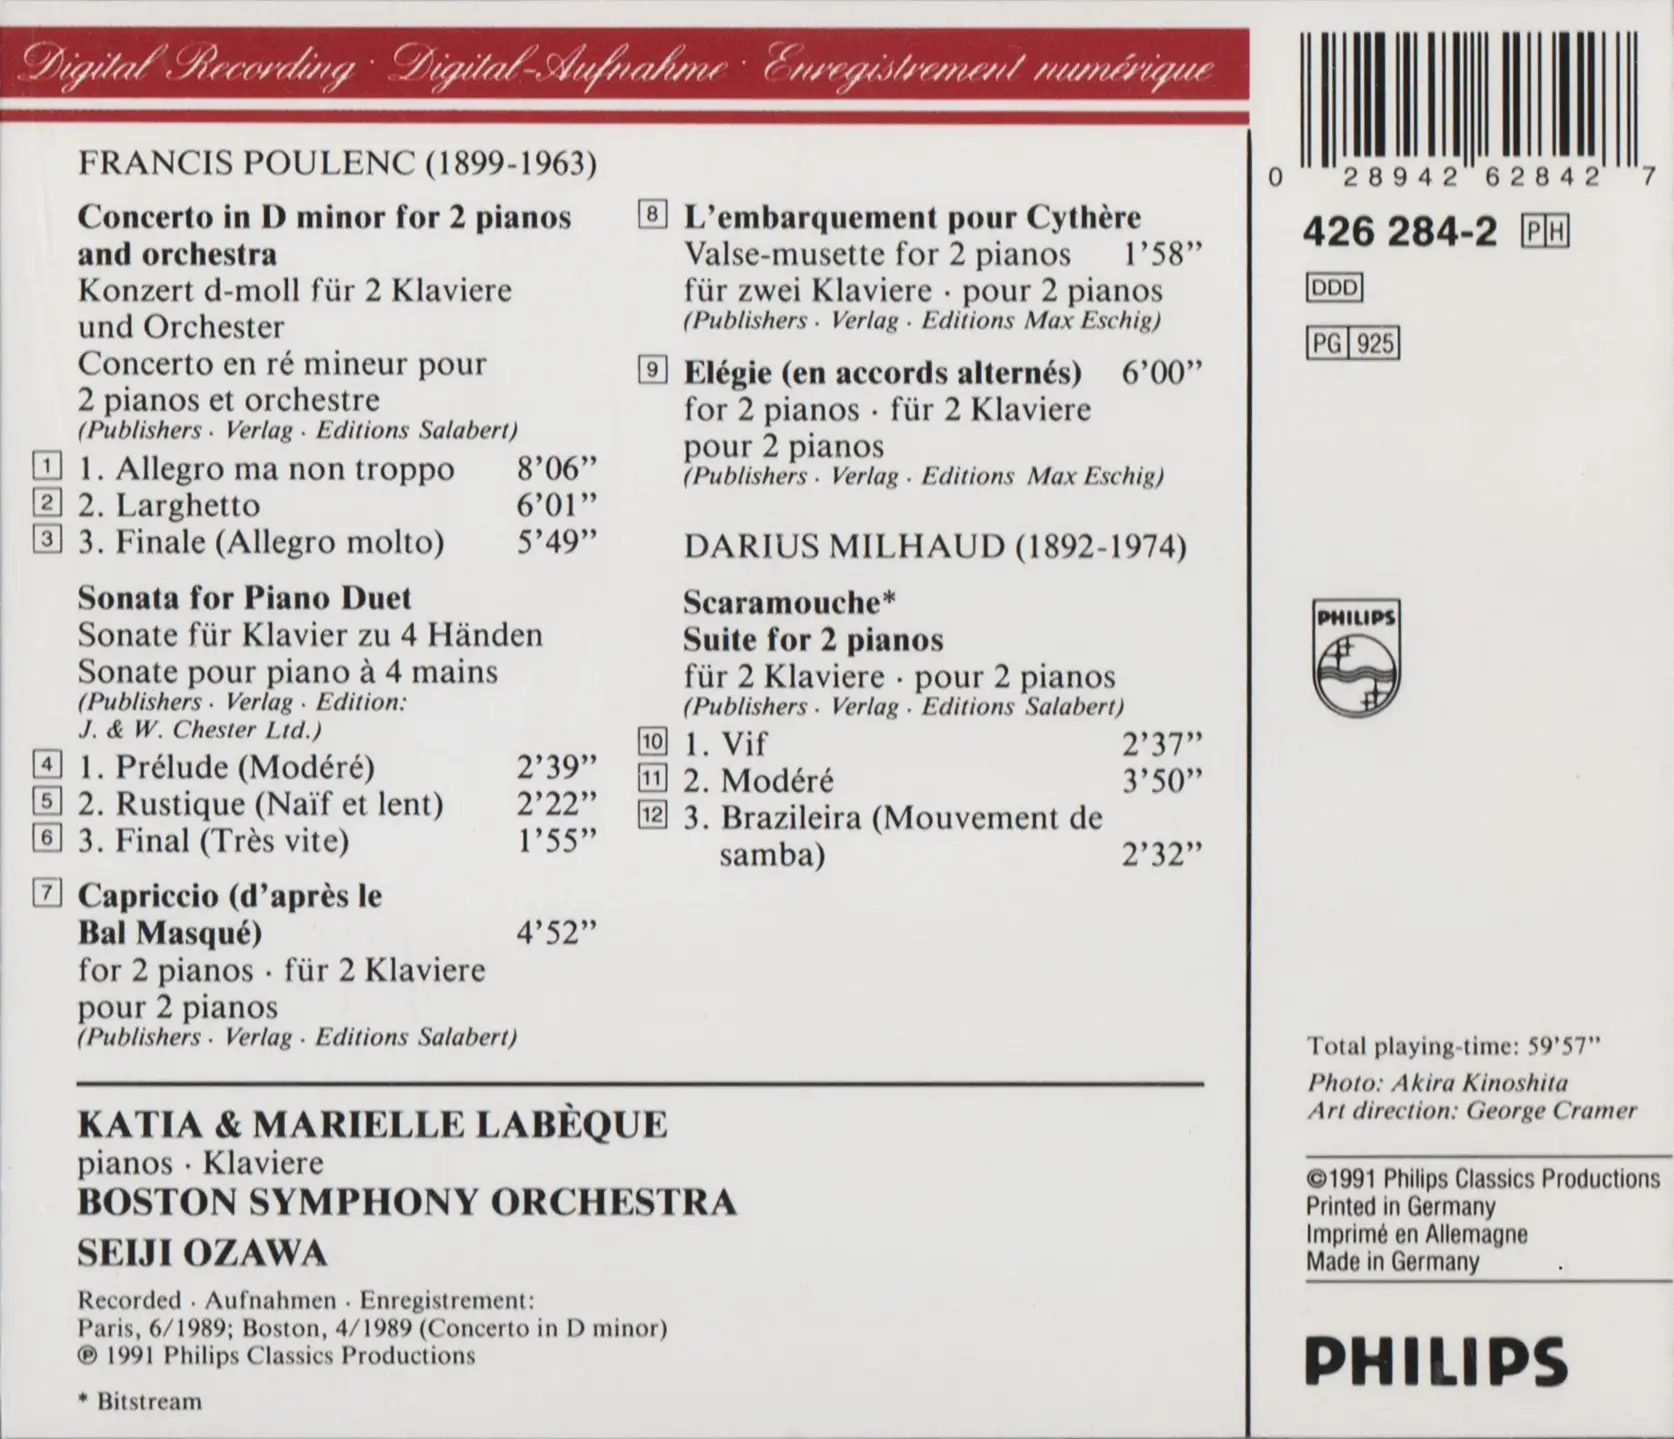 Digital Recording · Digital-Aufnahme · Enregistrement numérique
FRANCIS POULENC (1899-1963)
Concerto in D minor for 2 pianos
and orchestra
Konzert d-moll für 2 Klaviere
und Orchester
Concerto en ré mineur pour
2 pianos et orchestre
(Publishers · Verlag · Editions Salabert)
1 1. Allegro ma non troppo 8’06”
2 2. Larghetto 6’01”
3 3. Finale (Allegro molto) 5’49”
Sonata for Piano Duet
Sonate für Klavier zu 4 Händen
Sonate pour piano à 4 mains
(Publishers · Verlag · Edition:
J. & W. Chester Ltd.)
4 1. Prélude (Modéré) 2’39”
5 2. Rustique (Naïf et lent) 2’22”
6 3. Final (Très vite) 1’55”
7 Capriccio (d’après le
Bal Masqué) 4’52”
for 2 pianos · für 2 Klaviere
pour 2 pianos
(Publishers · Verlag · Editions Salabert)
8 L’embarquement pour Cythère
Valse-musette for 2 pianos 1’58”
für zwei Klaviere · pour 2 pianos
(Publishers · Verlag · Editions Max Eschig)
9 Elégie (en accords alternés) 6’00”
for 2 pianos · für 2 Klaviere
pour 2 pianos
(Publishers · Verlag · Editions Max Eschig)
DARIUS MILHAUD (1892-1974)
Scaramouche*
Suite for 2 pianos
für 2 Klaviere · pour 2 pianos
(Publishers · Verlag · Editions Salabert)
10 1. Vif 2’37”
11 2. Modéré 3’50”
12 3. Brazileira (Mouvement de
samba) 2’32”
KATIA & MARIELLE LABÈQUE
pianos · Klaviere
BOSTON SYMPHONY ORCHESTRA
SEIJI OZAWA
Recorded · Aufnahmen · Enregistrement:
Paris, 6/1989; Boston, 4/1989 (Concerto in D minor)
℗ 1991 Philips Classics Productions
* Bitstream
0 28942 62842 7
426 284-2 PH
DDD
PG 925
PHILIPS
Total playing-time: 59’57”
Photo: Akira Kinoshita
Art direction: George Cramer
©1991 Philips Classics Productions
Printed in Germany
Imprimé en Allemagne
Made in Germany
PHILIPS